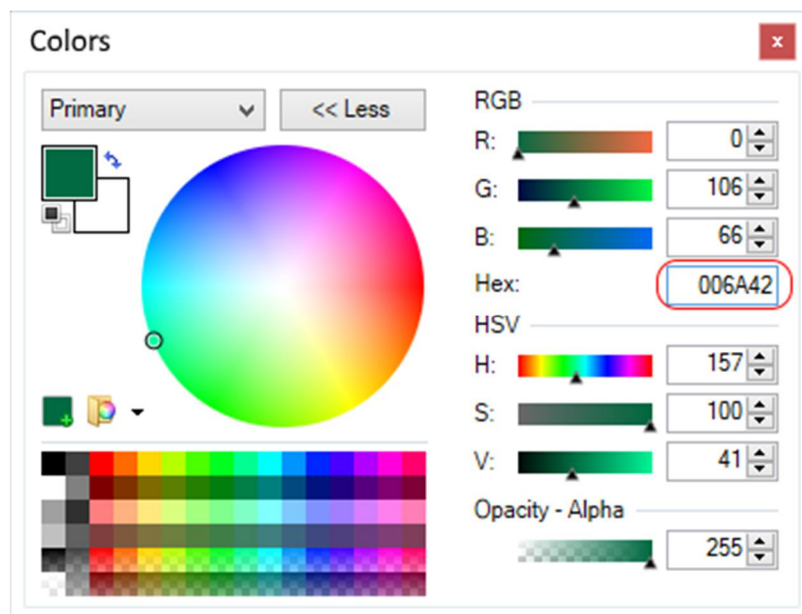 Colors
x
Primary
<< Less
RGB
R: 0
G: 106
B: 66
Hex: 006A42
HSV
H: 157
S: 100
V: 41
Opacity - Alpha
255